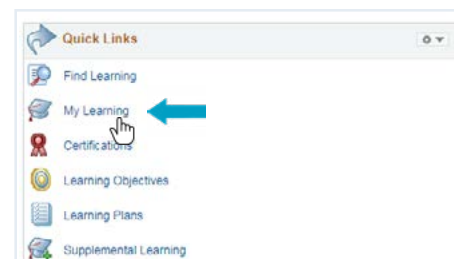 Quick Links
Find Learning
My Learning
Certifications
Learning Objectives
Learning Plans
Supplemental Learning